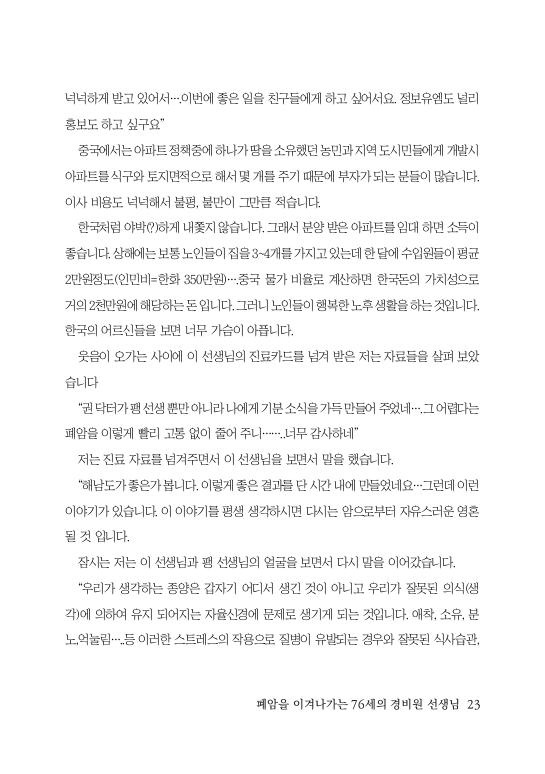 넉넉하게 받고 있어서….이번에 좋은 일을 친구들에게 하고 싶어서요. 정보유엠도 널리
홍보도 하고 싶구요”
중국에서는 아파트 정책중에 하나가 땅을 소유했던 농민과 지역 도시민들에게 개발시
아파트를 식구와 토지면적으로 해서 몇 개를 주기 때문에 부자가 되는 분들이 많습니다.
이사 비용도 넉넉해서 불평, 불만이 그만큼 적습니다.
한국처럼 야박(?)하게 내쫓지 않습니다. 그래서 분양 받은 아파트를 임대 하면 소득이
좋습니다. 상해에는 보통 노인들이 집을 3~4개를 가지고 있는데 한 달에 수입원들이 평균
2만원정도(인민비=한화 350만원)….중국 물가 비율로 계산하면 한국돈의 가치성으로
거의 2천만원에 해당하는 돈 입니다. 그러니 노인들이 행복한 노후 생활을 하는 것입니다.
한국의 어르신들을 보면 너무 가슴이 아픕니다.
웃음이 오가는 사이에 이 선생님의 진료카드를 넘겨 받은 저는 자료들을 살펴 보았
습니다
“권 닥터가 팽 선생 뿐만 아니라 나에게 기분 소식을 가득 만들어 주었네….그 어렵다는
폐암을 이렇게 빨리 고통 없이 줄어 주니……..너무 감사하네”
저는 진료 자료를 넘겨주면서 이 선생님을 보면서 말을 했습니다.
“해남도가 좋은가 봅니다. 이렇게 좋은 결과를 단 시간 내에 만들었네요…그런데 이런
이야기가 있습니다. 이 이야기를 평생 생각하시면 다시는 암으로부터 자유스러운 영혼
될 것 입니다.
잠시는 저는 이 선생님과 팽 선생님의 얼굴을 보면서 다시 말을 이어갔습니다.
“우리가 생각하는 종양은 갑자기 어디서 생긴 것이 아니고 우리가 잘못된 의식(생
각)에 의하여 유지 되어지는 자율신경에 문제로 생기게 되는 것입니다. 애착, 소유, 분
노,억눌림….등 이러한 스트레스의 작용으로 질병이 유발되는 경우와 잘못된 식사습관,
폐암을 이겨나가는 76세의 경비원 선생님 23